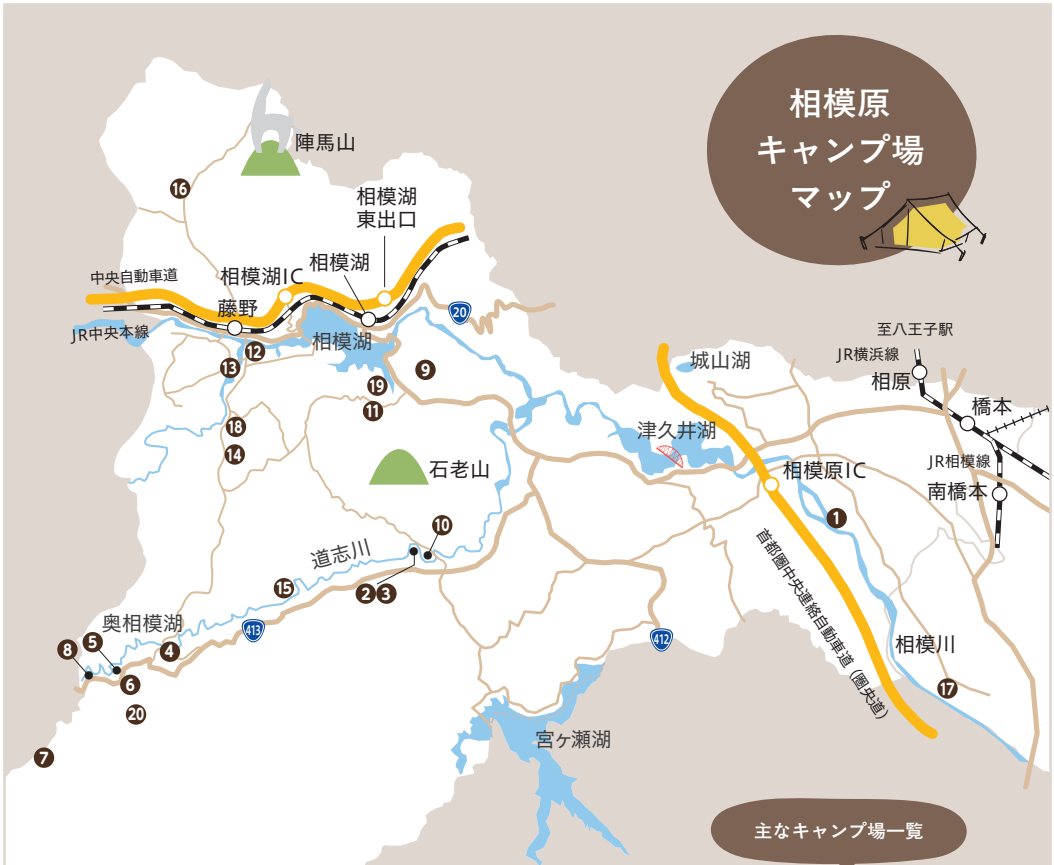 相模原
キャンプ場
マップ
陣馬山
16
相模湖
東出口
中央自動車道
相模湖IC
相模湖
藤野
20
JR中央本線
相模湖
12
13
19
9
11
18
14
城山湖
至八王子駅
JR横浜線
相原
橋本
津久井湖
JR相模線
相模原IC
南橋本
石老山
1
10
道志川
首都圏中央連絡自動車道(圏央道)
15
2
3
奥相模湖
413
412
5
8
4
6
相模川
17
20
7
宮ヶ瀬湖
主なキャンプ場一覧